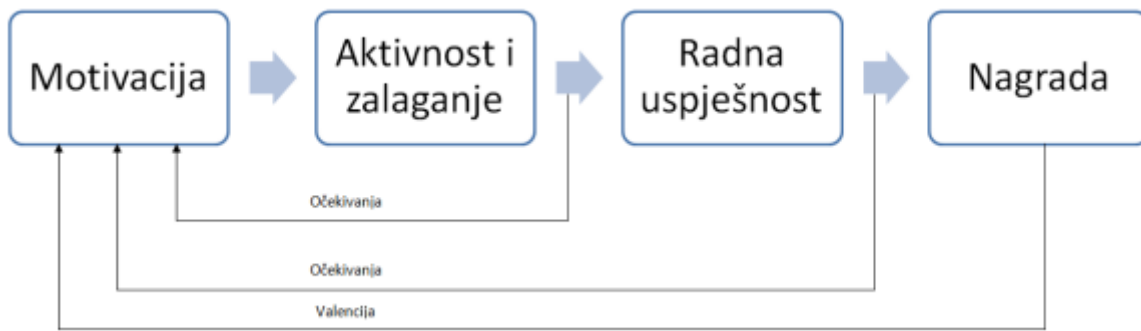 Motivacija
Aktivnost i
zalaganje
Radna
uspješnost
Nagrada
Očekivanja
Očekivanja
Valencija